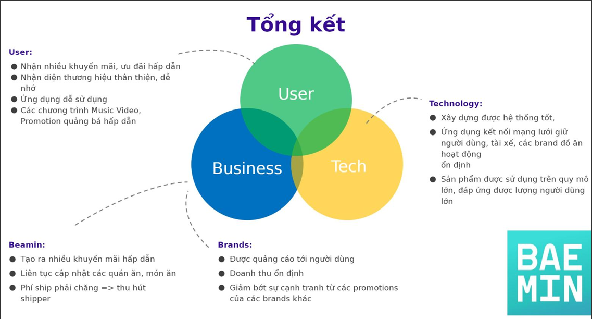 Tổng kết
User:
● Nhận nhiều khuyến mãi, ưu đãi hấp dẫn
● Nhận diên thương hiệu thân thiện, dễ
nhớ
● Ứng dụng dễ sử dụng
● Các chương trình Music Video,
Promotion quảng bá hấp dẫn
User
Business
Tech
Technology:
● Xây dựng được hệ thống tốt,
● Ứng dụng kết nối mạng lưới giữ
người dùng, tài xế, các brand đồ ăn
hoạt động
ổn định
● Sản phẩm được sử dụng trên quy mô
lớn, đáp ứng được lượng người dùng
lớn
Beamin:
● Tạo ra nhiều khuyến mãi hấp dẫn
● Liên tục cập nhật các quán ăn, món ăn
● Phí ship phải chăng => thu hút
shipper
Brands:
● Được quảng cáo tới người dùng
● Doanh thu ổn định
● Giảm bớt sự cạnh tranh từ các promotions
của các brands khác
BAE
MIN